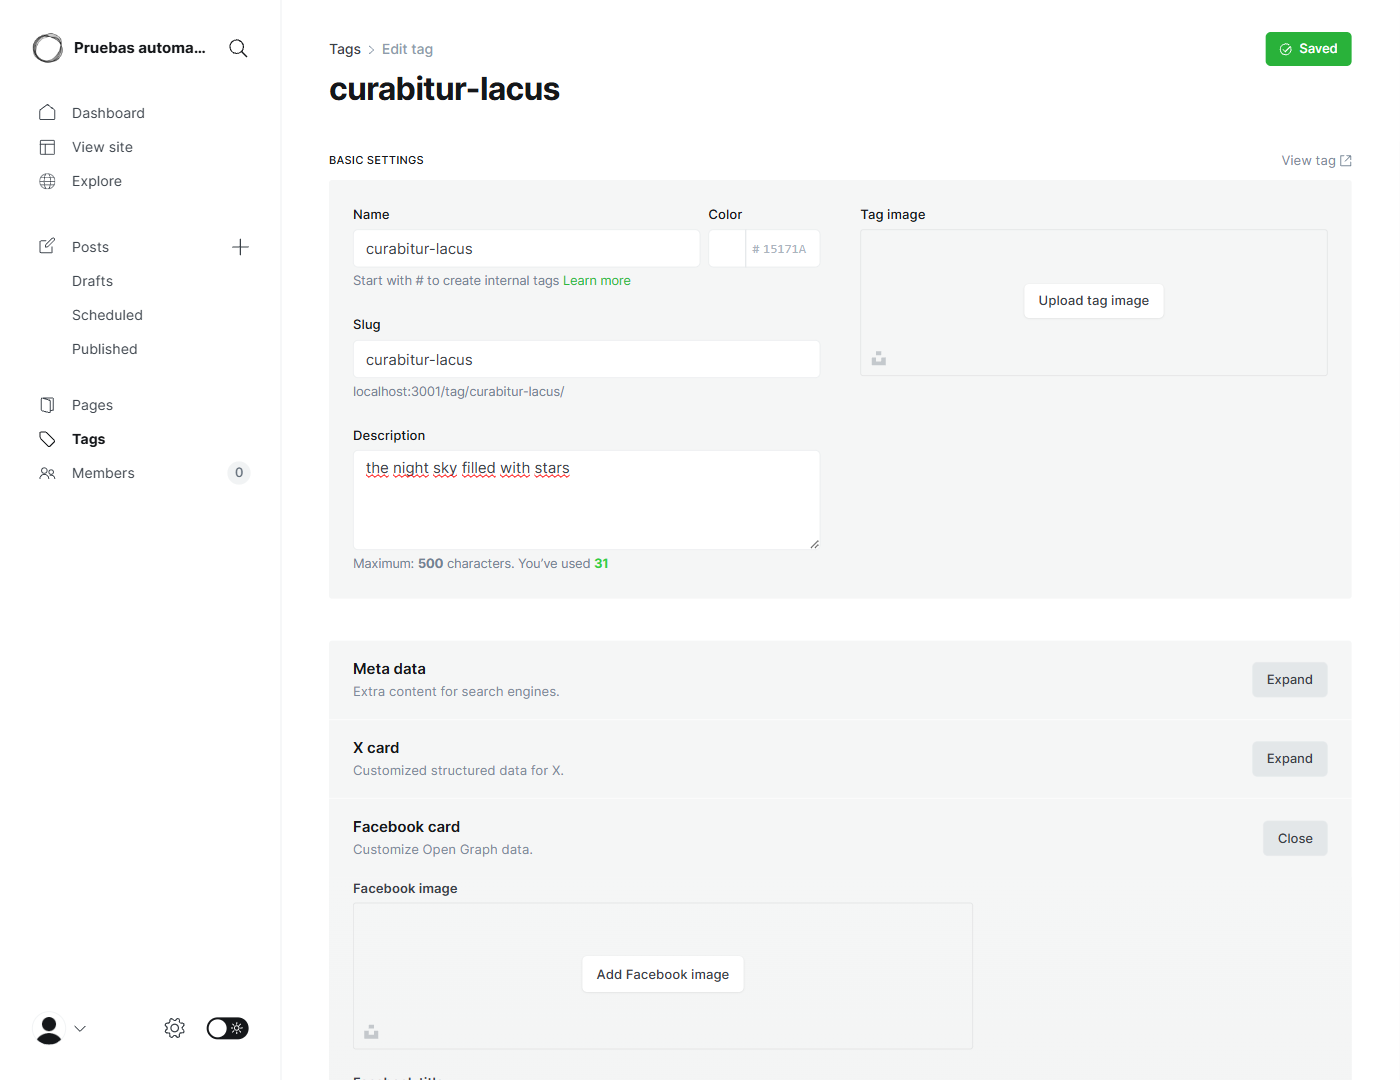 Pruebas automa...
Dashboard
View site
Explore
Posts
Drafts
Scheduled
Published
Pages
Tags
Members
0
Tags > Edit tag
Saved
curabitur-lacus
BASIC SETTINGS
View tag
Name
curabitur-lacus
Start with # to create internal tags Learn more
Color
# 15171A
Slug
curabitur-lacus
localhost:3001/tag/curabitur-lacus/
Description
the night sky filled with stars
Maximum: 500 characters. You’ve used 31
Tag image
Upload tag image
Meta data
Extra content for search engines.
Expand
X card
Customized structured data for X.
Expand
Facebook card
Customize Open Graph data.
Close
Facebook image
Add Facebook image